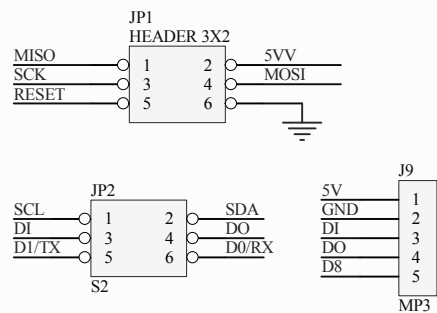 JP1
HEADER 3X2
MISO 1 2 5VV
SCK 3 4 MOSI
RESET 5 6
JP2
SCL 1 2 SDA
DI 3 4 DO
D1/TX 5 6 D0/RX
S2
J9
5V 1
GND 2
DI 3
DO 4
D8 5
MP3